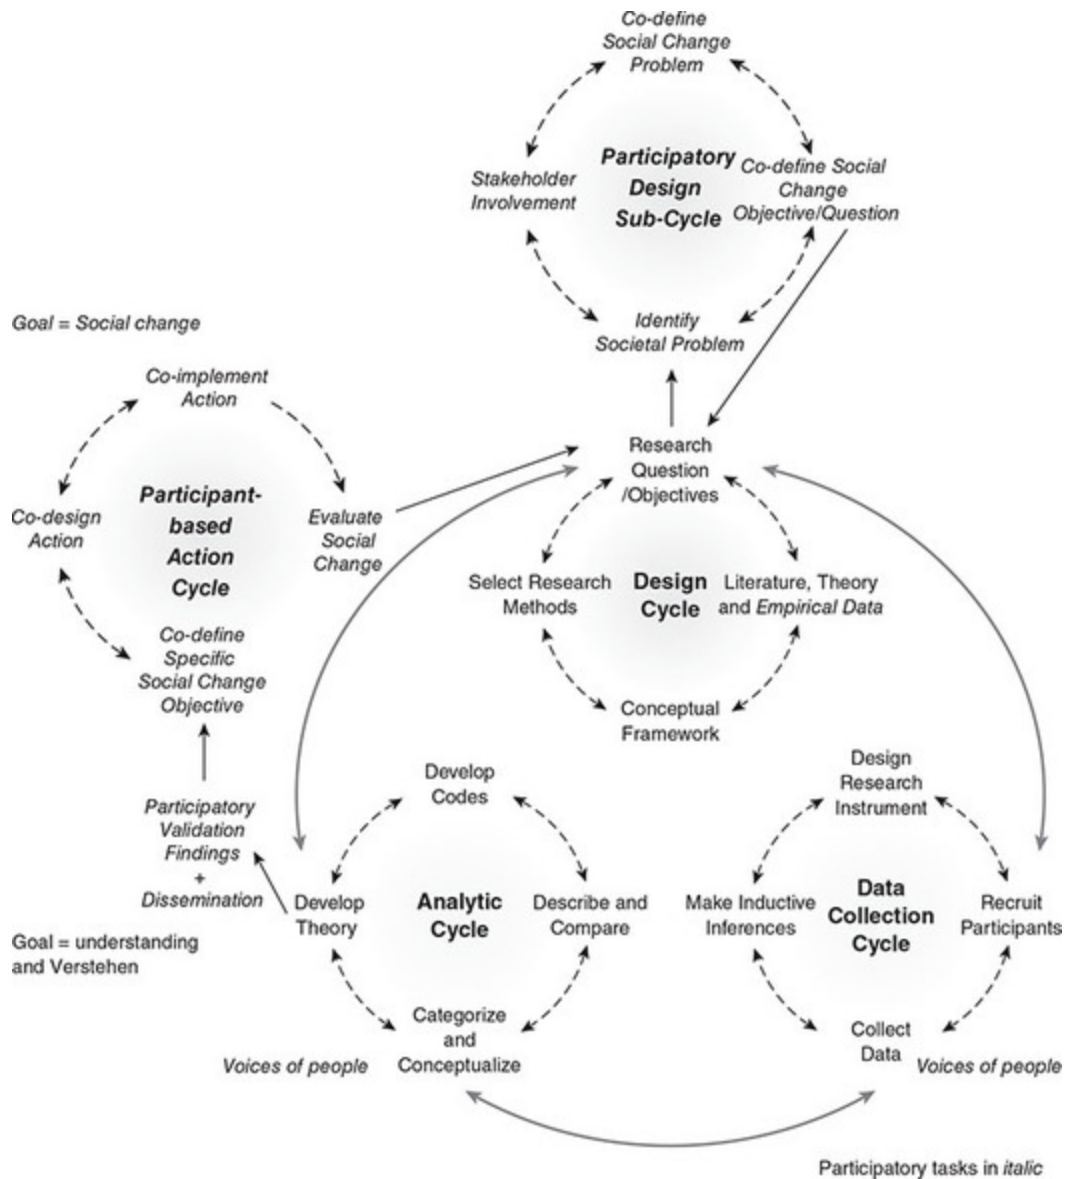 Co-define
Social Change
Problem
Participatory
Design
Sub-Cycle
Stakeholder
Involvement
Co-define Social
Change
Objective/Question
Identify
Societal Problem
Goal = Social change
Co-implement
Action
Participant-
based
Action
Cycle
Co-design
Action
Evaluate
Social
Change
Co-define
Specific
Social Change
Objective
Research
Question
/Objectives
Select Research
Methods
Design
Cycle
Literature, Theory
and Empirical Data
Conceptual
Framework
Participatory
Validation
Findings
+
Dissemination
Goal = understanding
and Verstehen
Develop
Codes
Develop
Theory
Analytic
Cycle
Describe and
Compare
Categorize
and
Conceptualize
Voices of people
Design
Research
Instrument
Make Inductive
Inferences
Data
Collection
Cycle
Recruit
Participants
Collect
Data
Voices of people
Participatory tasks in italic